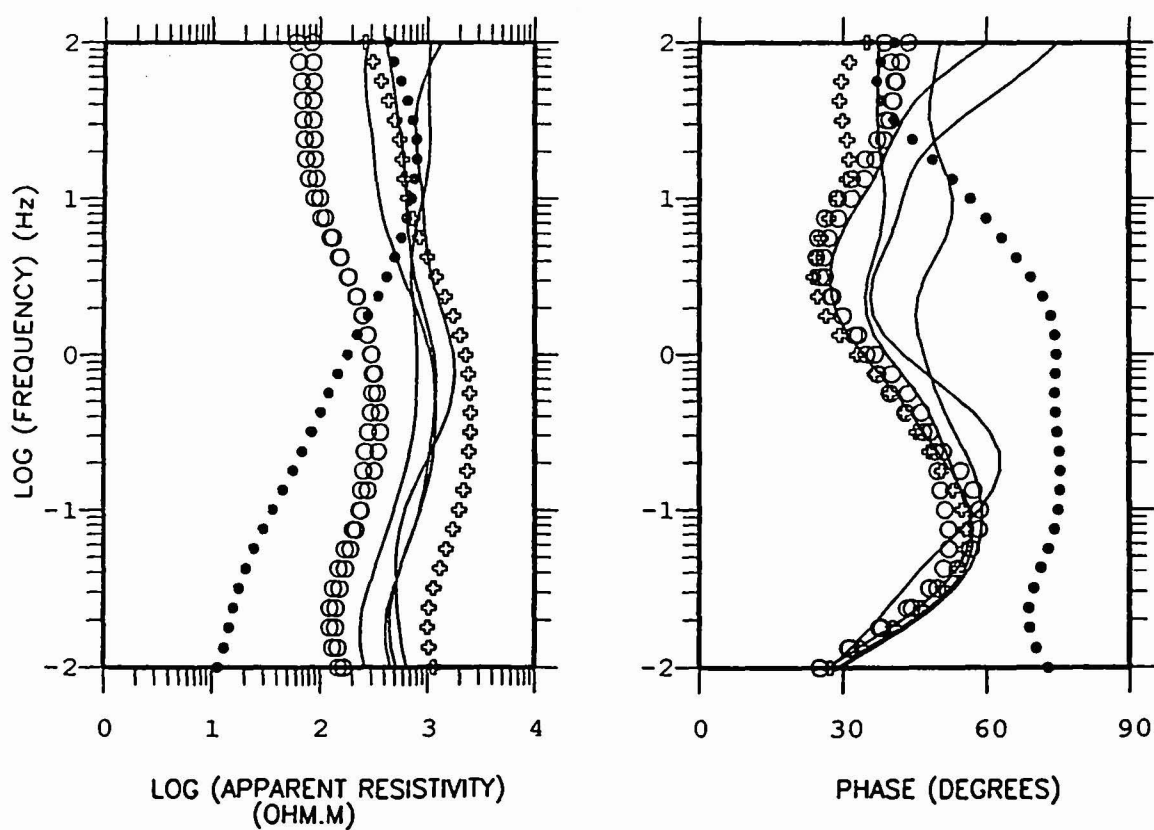 2 2
1 1
0 0
-1 -1
-2 -2
0 1 2 3 4 0 30 60 90
LOG (FREQUENCY) (Hz)
LOG (APPARENT RESISTIVITY)
(OHM.M)
PHASE (DEGREES)